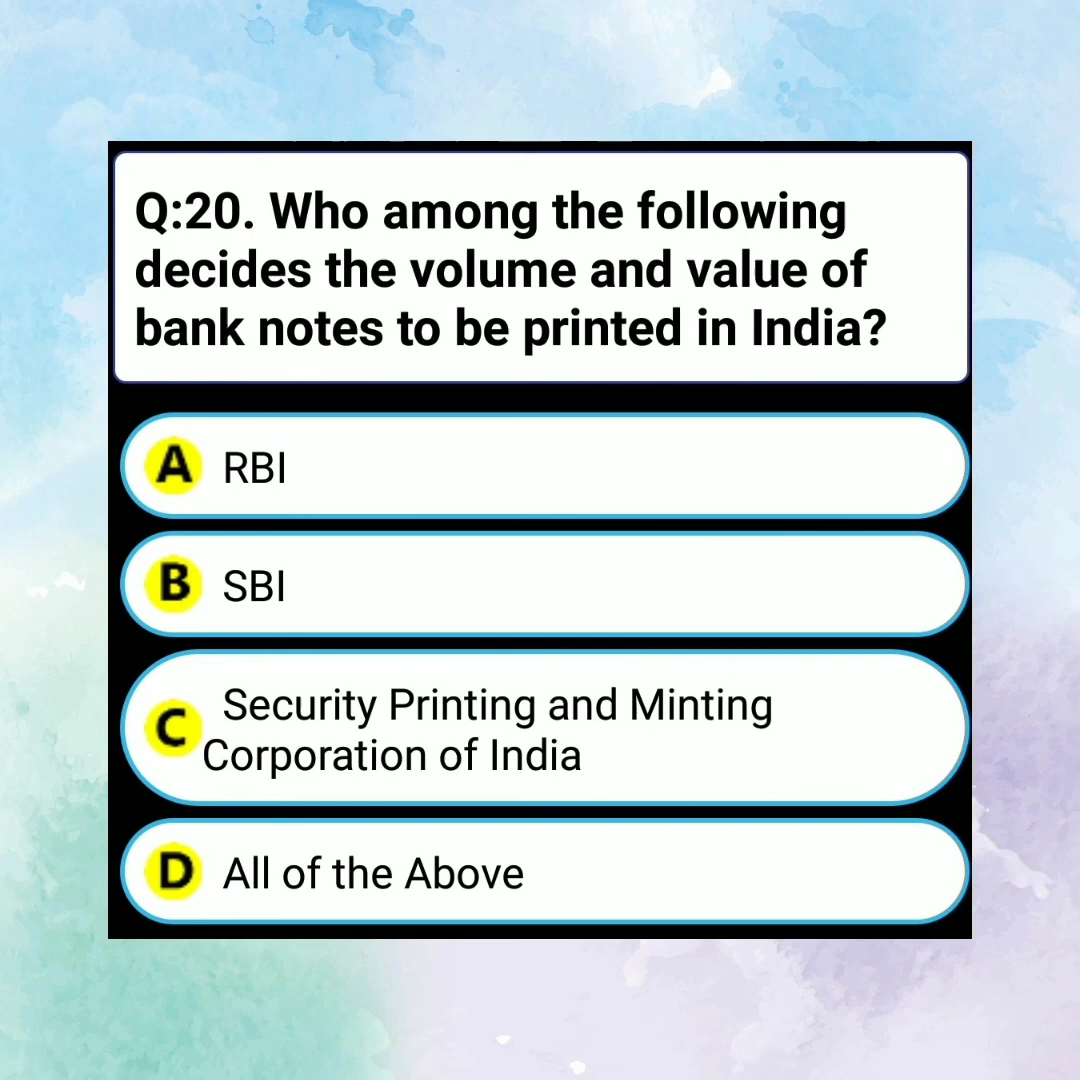 Q:20. Who among the following
decides the volume and value of
bank notes to be printed in India?
A RBI
B SBI
C Security Printing and Minting
Corporation of India
D All of the Above